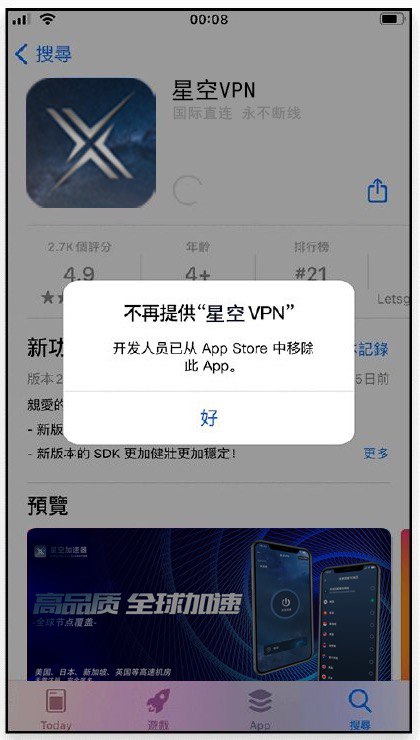 00:08
搜尋
星空VPN
国际直连 永不断线
2.7K 個評分
年齡
排行榜
4.9
4+
#21
Letsg
不再提供“星空 VPN”
开发人员已从 App Store 中移除
此 App。
好
新功
記錄
版本 2
5日前
親愛的
- 新版
- 新版本的 SDK 更加健壯更加穩定！
更多
預覽
星空加速器
高品质 全球加速
-全球节点覆盖-
美国、日本、新加坡、英国等高速机房
Today
遊戲
App
搜尋